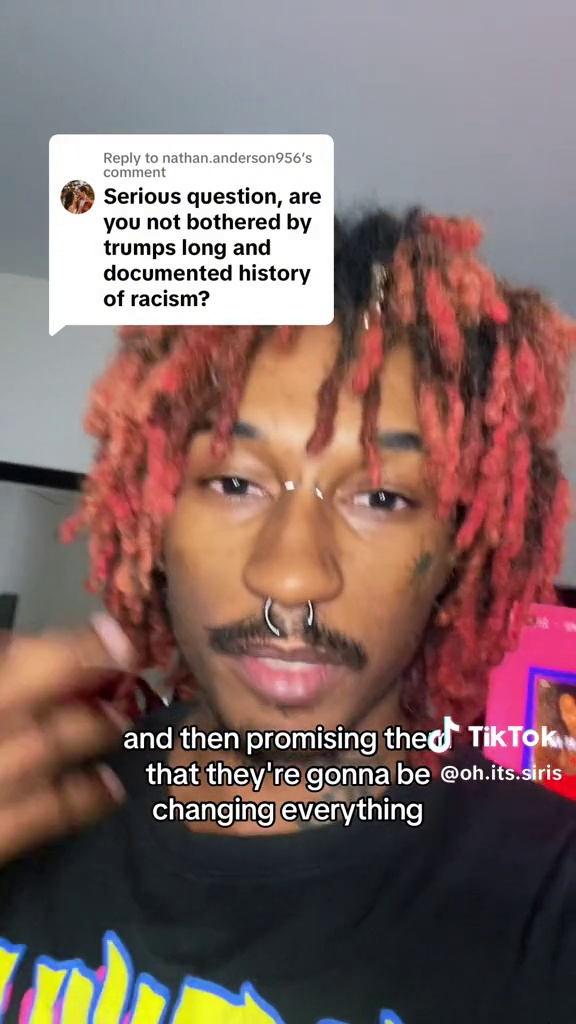 Reply to nathan.anderson956's
comment
Serious question, are
you not bothered by
trumps long and
documented history
of racism?
and then promising the
that they're gonna be
changing everything
TikTok
@oh.its.siris